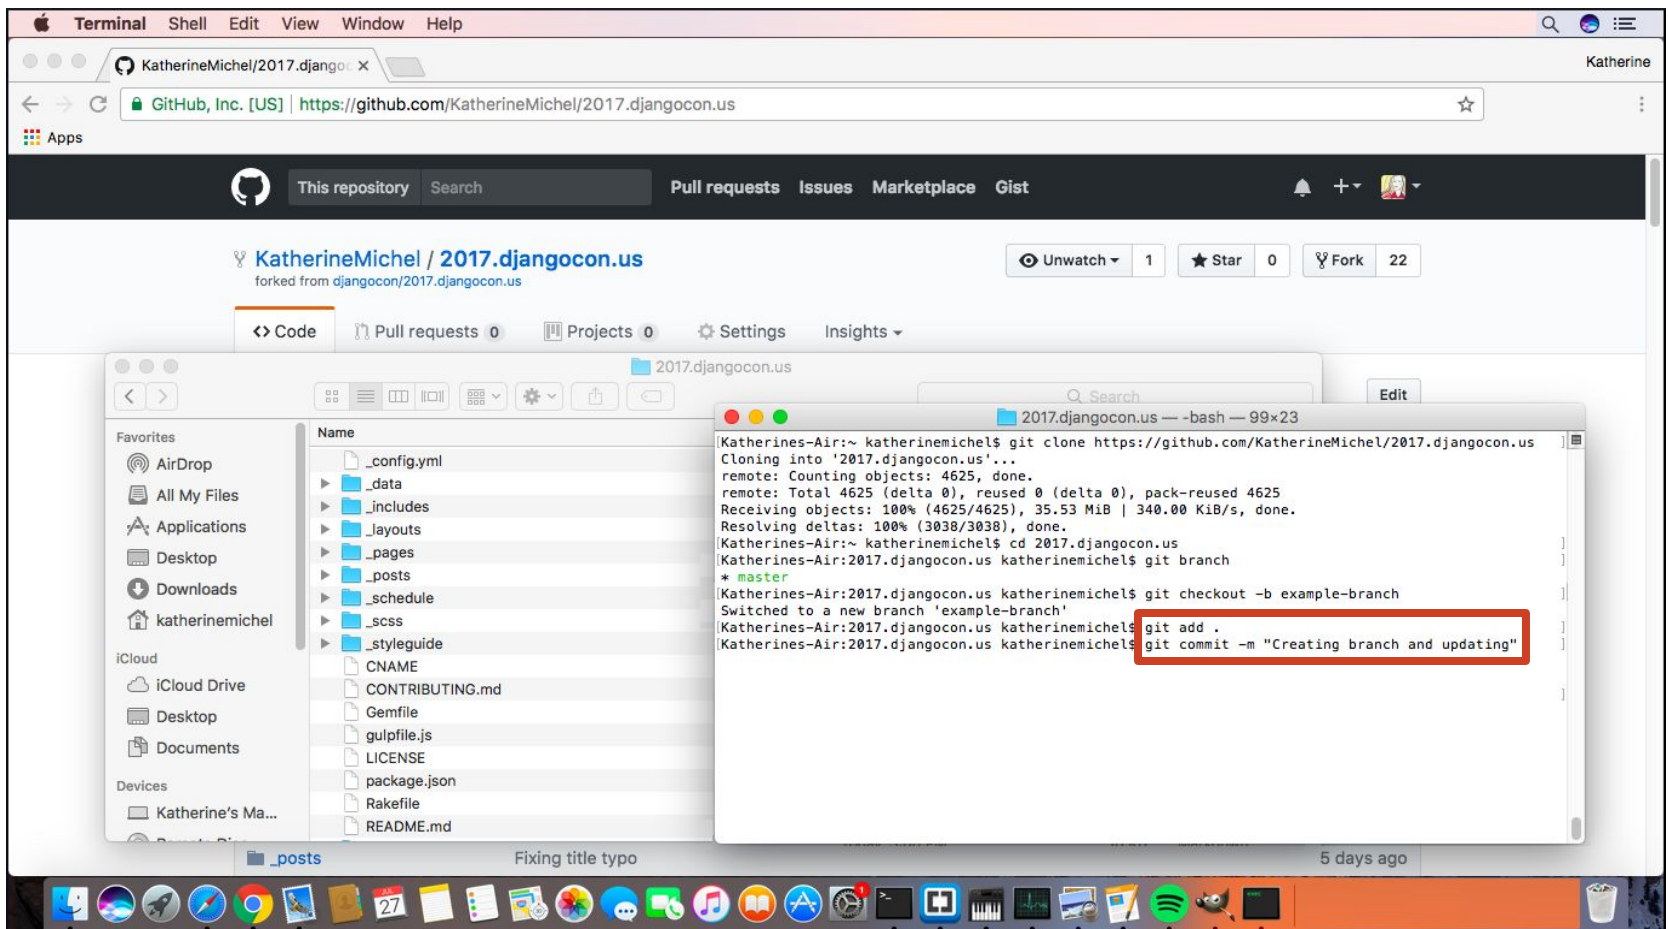 Terminal Shell Edit View Window Help
KatherineMichel/2017.djangoc
Katherine
GitHub, Inc. [US] | https://github.com/KatherineMichel/2017.djangocon.us
Apps
This repository Search Pull requests Issues Marketplace Gist
KatherineMichel / 2017.djangocon.us
forked from djangocon/2017.djangocon.us
Unwatch 1 Star 0 Fork 22
Code Pull requests 0 Projects 0 Settings Insights
2017.djangocon.us
Search
Edit
Favorites
AirDrop
All My Files
Applications
Desktop
Downloads
katherinemichel
iCloud
iCloud Drive
Desktop
Documents
Devices
Katherine's Ma...
Name
_config.yml
_data
_includes
_layouts
_pages
_posts
_schedule
_scss
_styleguide
CNAME
CONTRIBUTING.md
Gemfile
gulpfile.js
LICENSE
package.json
Rakefile
README.md
2017.djangocon.us — -bash — 99×23
[Katherines-Air:~ katherinemichel$ git clone https://github.com/KatherineMichel/2017.djangocon.us ]
Cloning into '2017.djangocon.us'...
remote: Counting objects: 4625, done.
remote: Total 4625 (delta 0), reused 0 (delta 0), pack-reused 4625
Receiving objects: 100% (4625/4625), 35.53 MiB | 340.00 KiB/s, done.
Resolving deltas: 100% (3038/3038), done.
[Katherines-Air:~ katherinemichel$ cd 2017.djangocon.us ]
[Katherines-Air:2017.djangocon.us katherinemichel$ git branch ]
* master
[Katherines-Air:2017.djangocon.us katherinemichel$ git checkout -b example-branch ]
Switched to a new branch 'example-branch'
[Katherines-Air:2017.djangocon.us katherinemichel$ git add . ]
[Katherines-Air:2017.djangocon.us katherinemichel$ git commit -m "Creating branch and updating" ]
]
_posts Fixing title typo 5 days ago
JUL
27
1